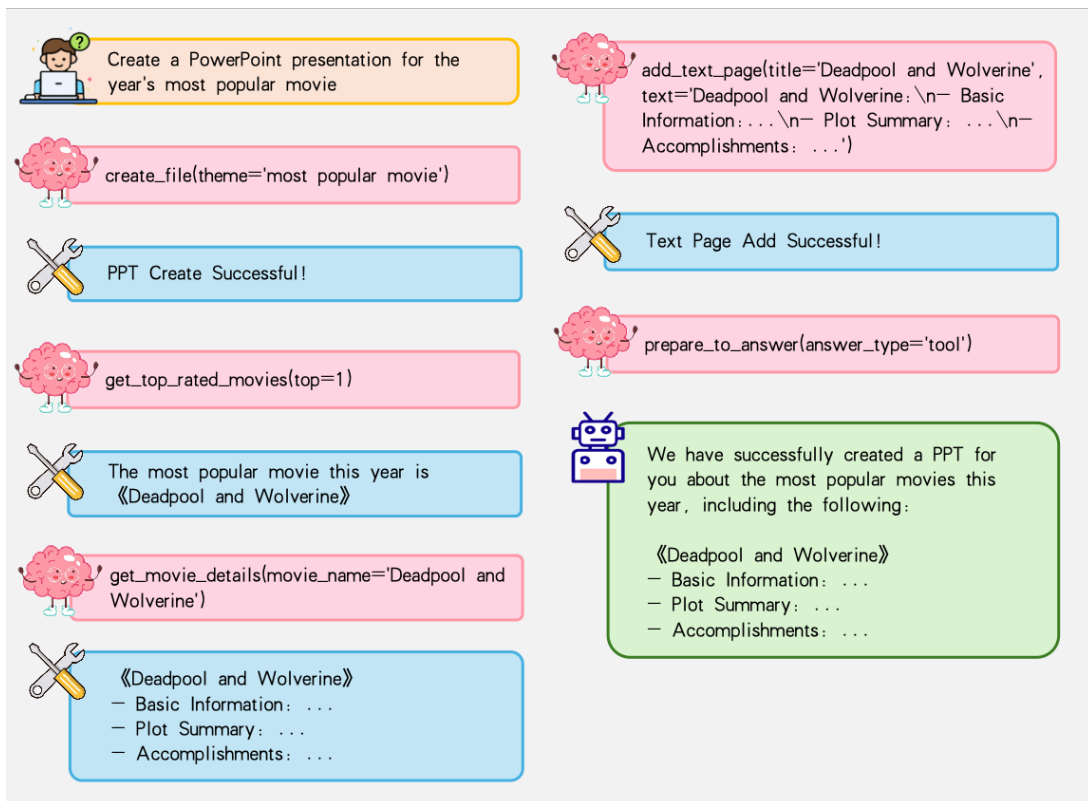 Create a PowerPoint presentation for the
year's most popular movie
create_file(theme='most popular movie')
PPT Create Successful!
get_top_rated_movies(top=1)
The most popular movie this year is
《Deadpool and Wolverine》
get_movie_details(movie_name='Deadpool and
Wolverine')
《Deadpool and Wolverine》
— Basic Information: ...
— Plot Summary: ...
— Accomplishments: ...
add_text_page(title='Deadpool and Wolverine',
text='Deadpool and Wolverine:\n— Basic
Information:...\n— Plot Summary: ...\n—
Accomplishments: ...')
Text Page Add Successful!
prepare_to_answer(answer_type='tool')
We have successfully created a PPT for
you about the most popular movies this
year, including the following:
《Deadpool and Wolverine》
— Basic Information: ...
— Plot Summary: ...
— Accomplishments: ...